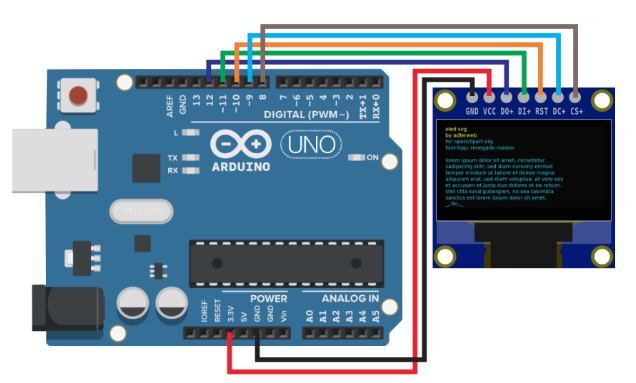 AREF
GND
13
12
~11
~10
~9
8
7
~6
~5
4
~3
2
TX→1
RX←0
DIGITAL (PWM~)
L
TX
RX
ARDUINO
UNO
ON
POWER
ANALOG IN
IOREF
RESET
3.3V
5V
GND
GND
Vin
A0
A1
A2
A3
A4
A5
GND VCC D0+ DI+ RST DC+ CS+
oled svg
by adlerweb
for openclipart.org
font-fipp: renegade master
lorem ipsum dolor sit amet, consetetur
sadipscing elitr, sed diam nonumy eirmod
tempor invidunt ut labore et dolore magna
aliquyam erat, sed diam voluptua. at vero eos
et accusam et justo duo dolores et ea rebum.
stet clita kasd gubergren, no sea takimata
sanctus est lorem ipsum dolor sit amet.